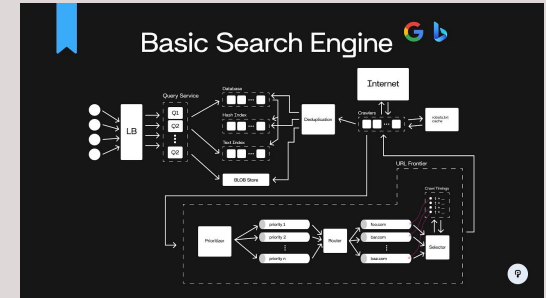 Basic Search Engine
Internet
Query Service
Database
LB
Q1
Q2
Q2
Hash Index
Text Index
BLOB Store
Deduplication
Crawlers
robots.txt
cache
URL Frontier
Crawl Timings
Prioritizer
priority 1
priority 2
priority n
Router
foo.com
bar.com
baz.com
Selector